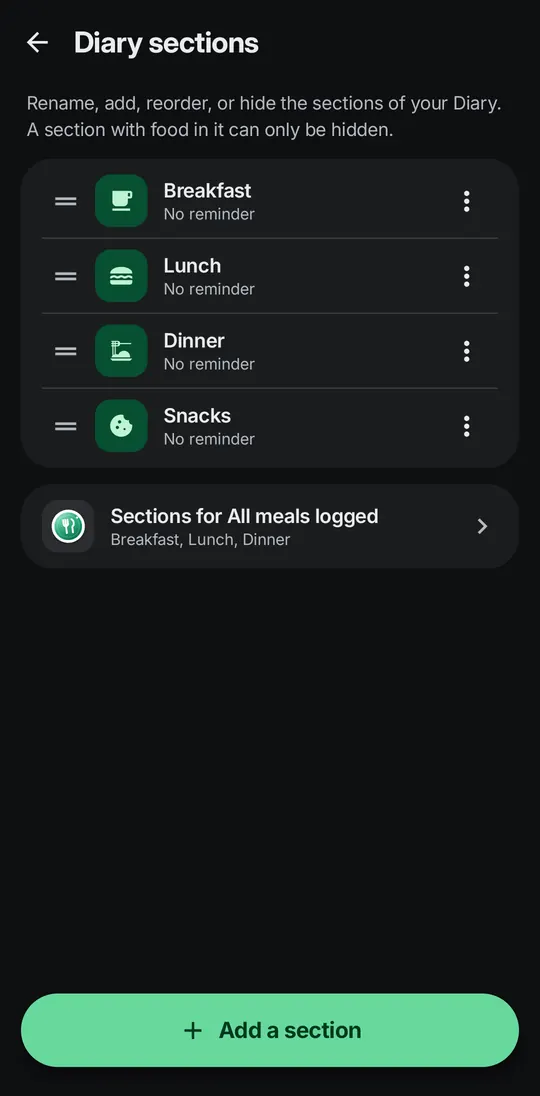 Diary sections
Rename, add, reorder, or hide the sections of your Diary.
A section with food in it can only be hidden.
Breakfast
No reminder
Lunch
No reminder
Dinner
No reminder
Snacks
No reminder
Sections for All meals logged
Breakfast, Lunch, Dinner
Add a section